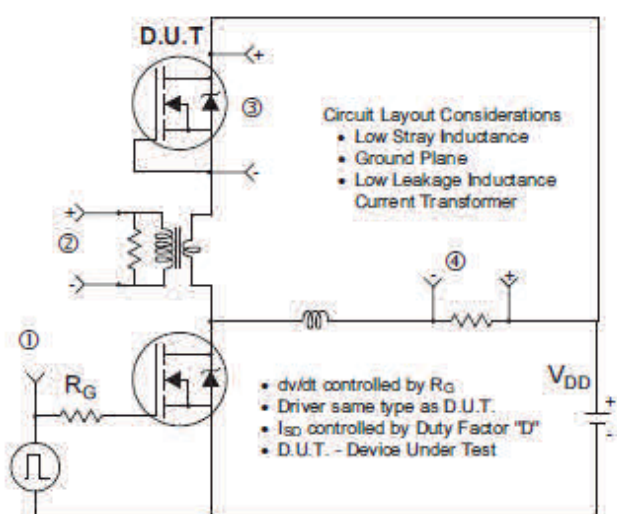 D.U.T
+
③
-
Circuit Layout Considerations
• Low Stray Inductance
• Ground Plane
• Low Leakage Inductance
Current Transformer
+
②
-
- ④ +
①
RG
VDD
+
-
• dv/dt controlled by RG
• Driver same type as D.U.T.
• ISD controlled by Duty Factor "D"
• D.U.T. - Device Under Test